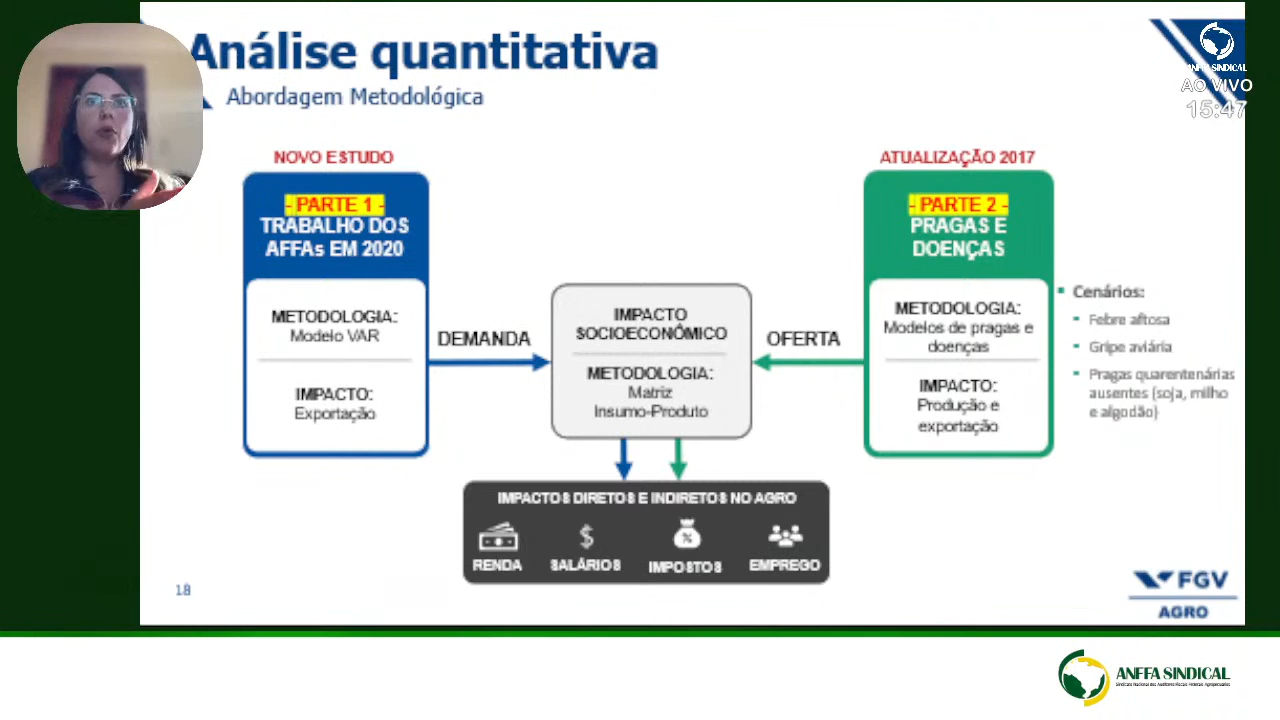 Análise quantitativa
Abordagem Metodológica
ANFFA SINDICAL
AO VIVO
15:47
NOVO ESTUDO
- PARTE 1 -
TRABALHO DOS
AFFAs EM 2020
METODOLOGIA:
Modelo VAR
IMPACTO:
Exportação
DEMANDA
IMPACTO
SOCIOECONÔMICO
METODOLOGIA:
Matriz
Insumo-Produto
OFERTA
ATUALIZAÇÃO 2017
- PARTE 2 -
PRAGAS E
DOENÇAS
METODOLOGIA:
Modelos de pragas e
doenças
IMPACTO:
Produção e
exportação
Cenários:
Febre aftosa
Gripe aviária
Pragas quarentenárias
ausentes (soja, milho
e algodão)
IMPACTOS DIRETOS E INDIRETOS NO AGRO
RENDA
$
SALÁRIOS
%
IMPOSTOS
EMPREGO
18
FGV
AGRO
ANFFA SINDICAL
Sindicato Nacional dos Auditores Fiscais Federais Agropecuários